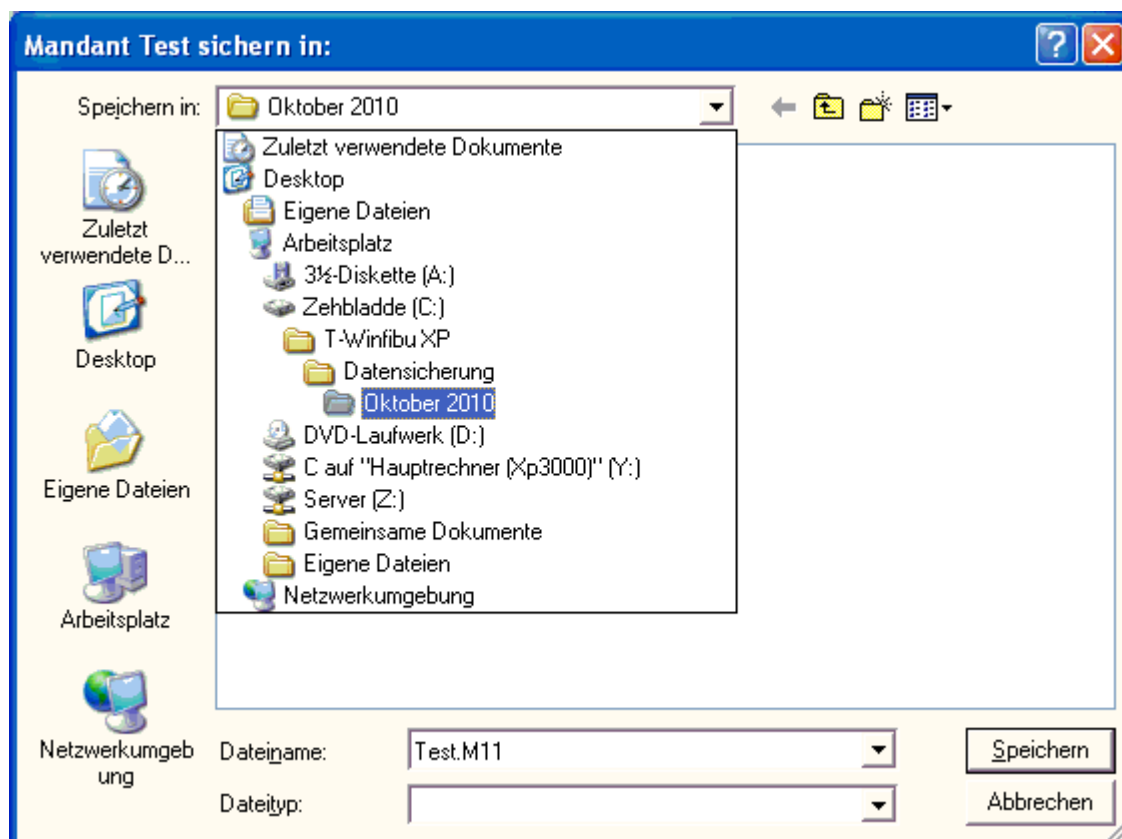 Mandant Test sichern in:
Speichern in:
Oktober 2010
Zuletzt verwendete Dokumente
Desktop
Eigene Dateien
Arbeitsplatz
3½-Diskette (A:)
Zehbladde (C:)
T-Winfibu XP
Datensicherung
Oktober 2010
DVD-Laufwerk (D:)
C auf "Hauptrechner (Xp3000)" (Y:)
Server (Z:)
Gemeinsame Dokumente
Eigene Dateien
Netzwerkumgebung
Zuletzt
verwendete D...
Desktop
Eigene Dateien
Arbeitsplatz
Netzwerkumgeb
ung
Dateiname:
Test.M11
Speichern
Dateityp:
Abbrechen